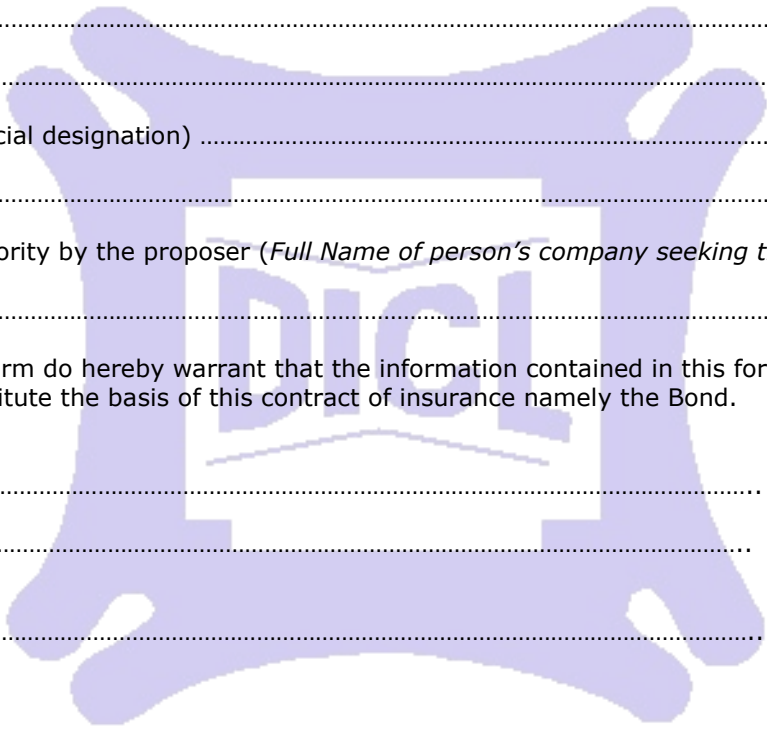 ……………………………………………………………………………………
……………………………………………………………………………………
cial designation) ……………………………………………………………
……………………………………………………………………………………
ority by the proposer (Full Name of person’s company seeking t
……………………………………………………………………………………
DICL
rm do hereby warrant that the information contained in this for
itute the basis of this contract of insurance namely the Bond.
…………………………………………………………………………………..
…………………………………………………………………………………..
…………………………………………………………………………………..